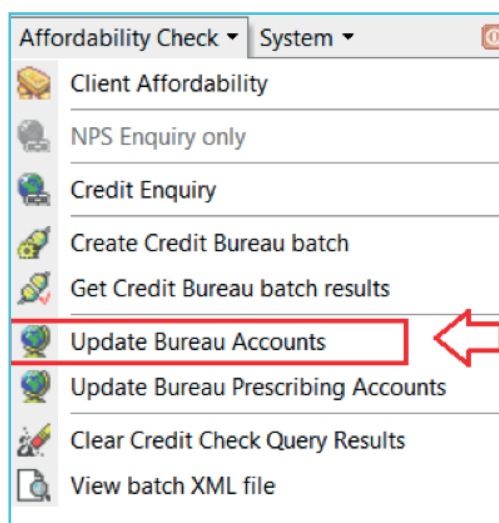 Affordability Check System
Client Affordability
NPS Enquiry only
Credit Enquiry
Create Credit Bureau batch
Get Credit Bureau batch results
Update Bureau Accounts
Update Bureau Prescribing Accounts
Clear Credit Check Query Results
View batch XML file